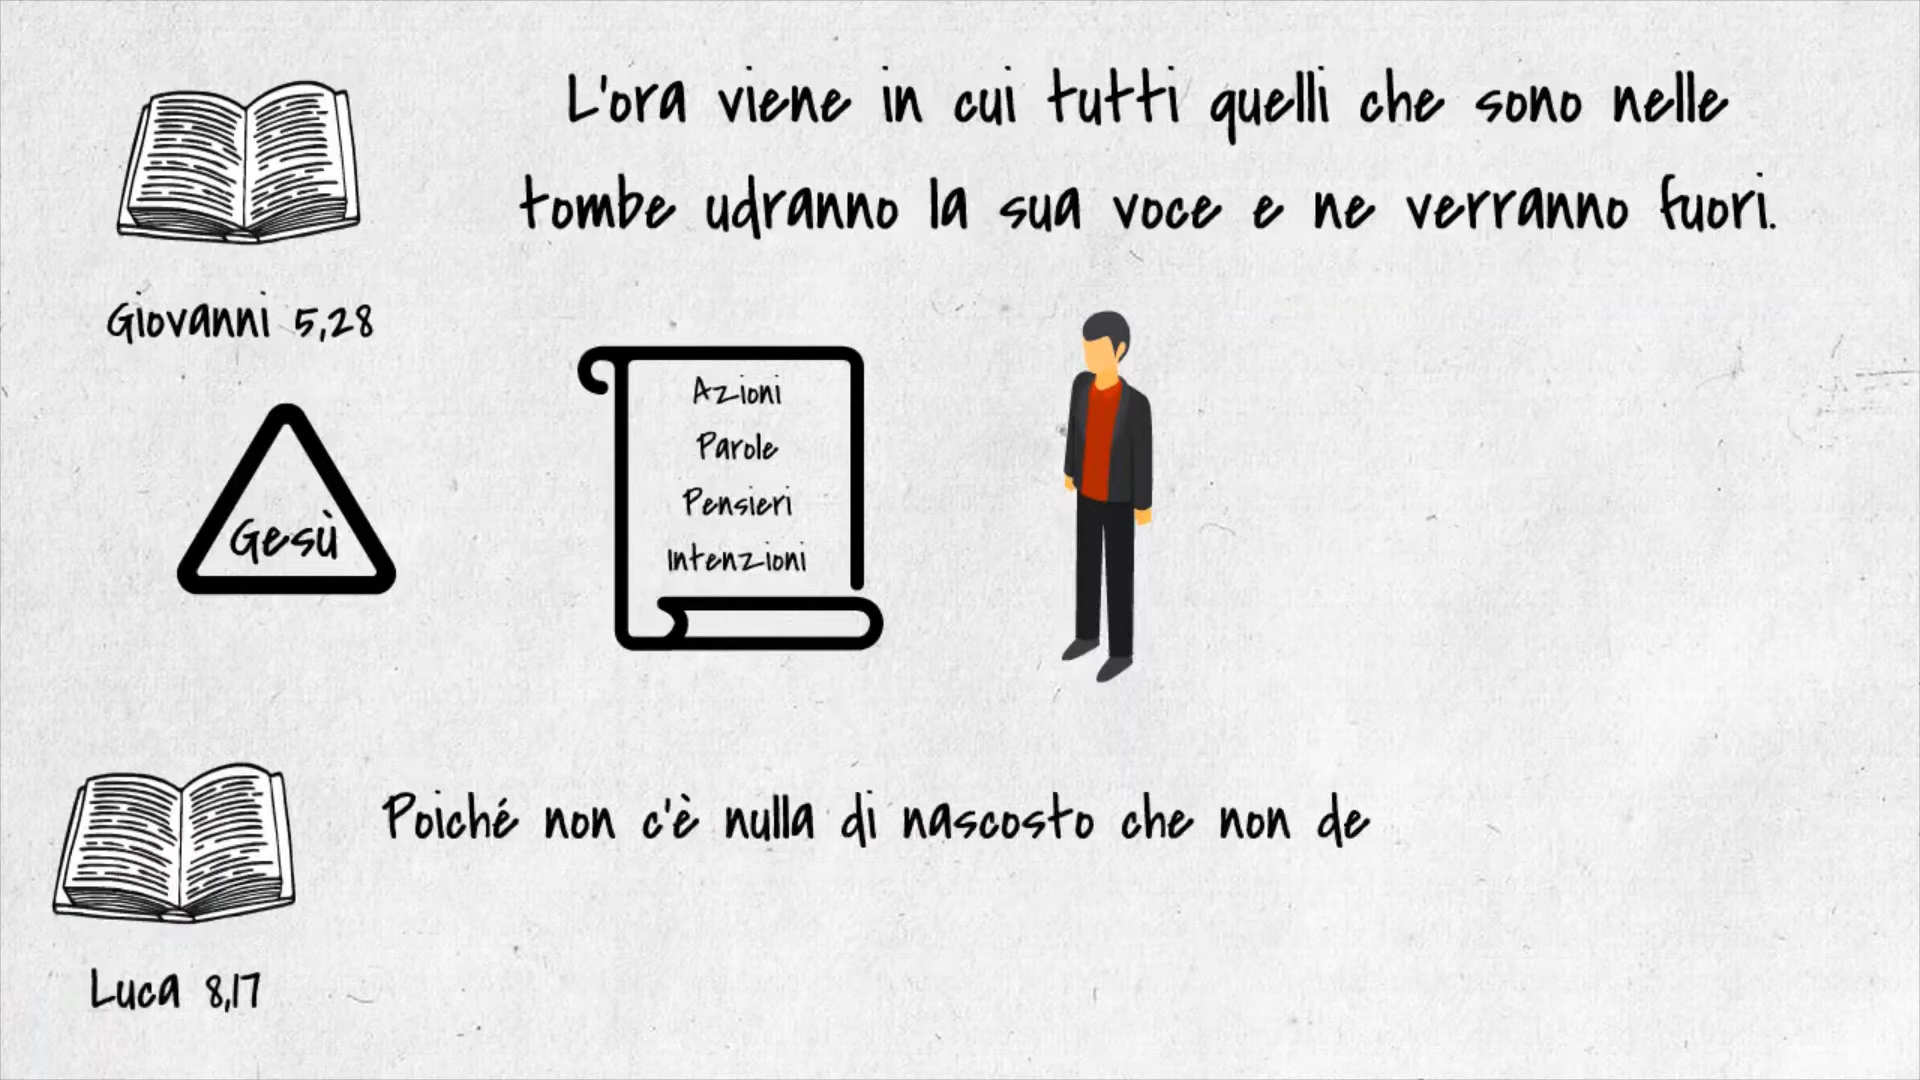 L'ora viene in cui tutti quelli che sono nelle
tombe udranno la sua voce e ne verranno fuori.
Giovanni 5,28
Gesù
Azioni
Parole
Pensieri
Intenzioni
Poiché non c'è nulla di nascosto che non de
Luca 8,17